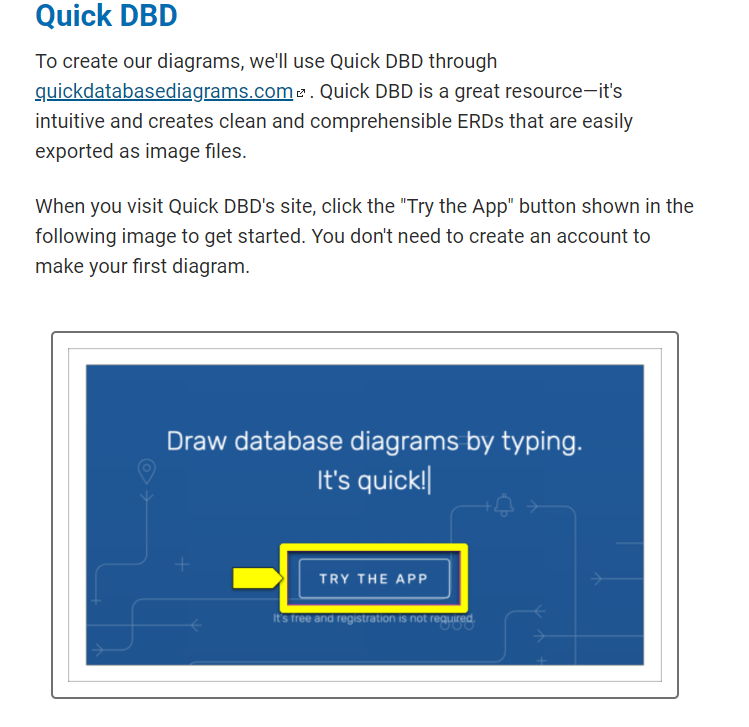 Quick DBD
To create our diagrams, we'll use Quick DBD through
quickdatabasediagrams.com . Quick DBD is a great resource—it's
intuitive and creates clean and comprehensible ERDs that are easily
exported as image files.
When you visit Quick DBD's site, click the "Try the App" button shown in the
following image to get started. You don't need to create an account to
make your first diagram.
Draw database diagrams by typing.
It's quick!
TRY THE APP
It's free and registration is not required.